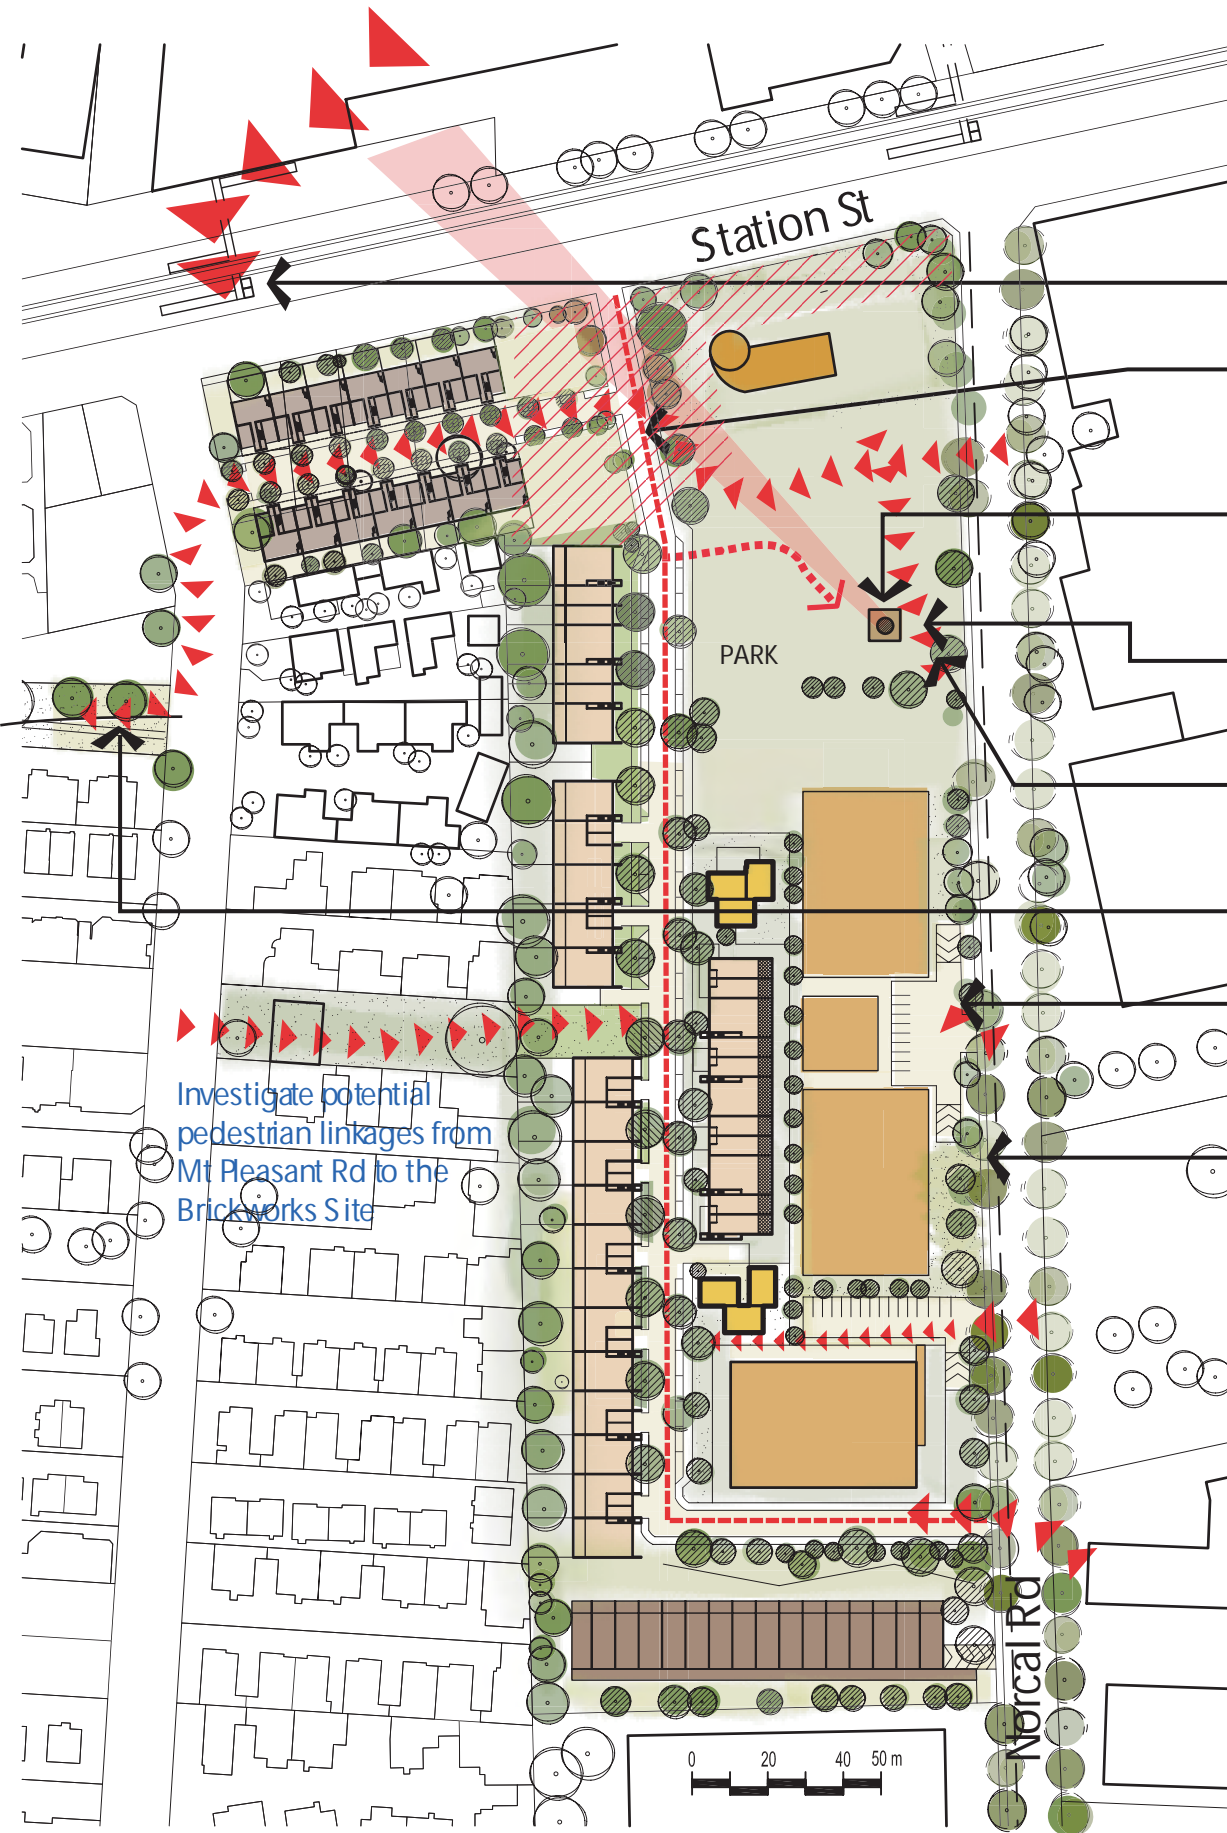 Station St
PARK
Investigate potential
pedestrian linkages from
Mt Pleasant Rd to the
Brickworks Site
Norcal Rd
0 20 40 50 m